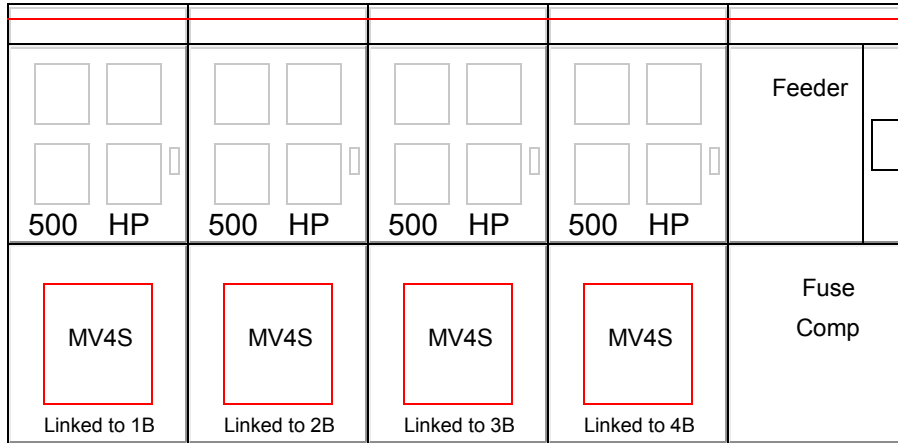 Feeder
500 HP
500 HP
500 HP
500 HP
MV4S
MV4S
MV4S
MV4S
Fuse
Comp
Linked to 1B
Linked to 2B
Linked to 3B
Linked to 4B